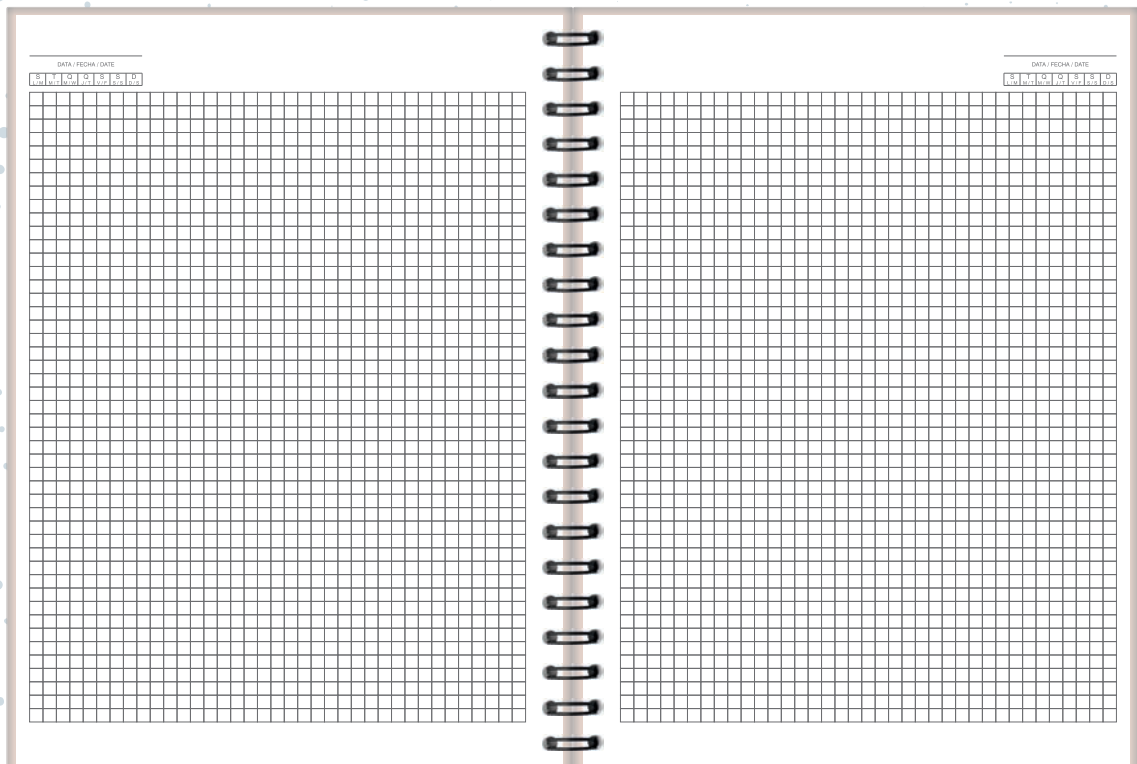 DATA / FECHA / DATE
S T Q Q S S D
L/M M/T M/W J/T V/F S/S D/S
DATA / FECHA / DATE
S T Q Q S S D
L/M M/T M/W J/T V/F S/S D/S